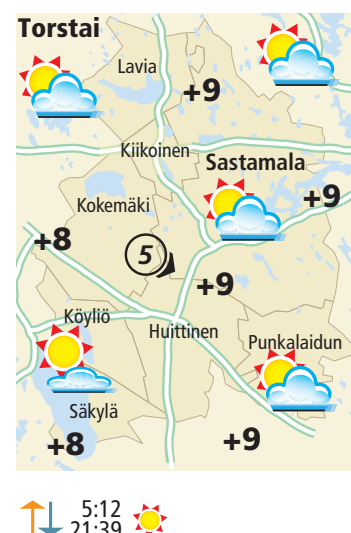 Torstai
Lavia
+9
Kiikoinen
Sastamala
Kokemäki
+9
+8
5
+9
Köyliö
Huittinen
Punkalaidun
Säkylä
+8
+9
5:12
21:39